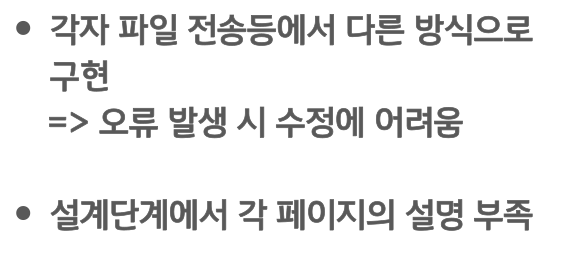 • 각자 파일 전송등에서 다른 방식으로
구현
=> 오류 발생 시 수정에 어려움
• 설계단계에서 각 페이지의 설명 부족